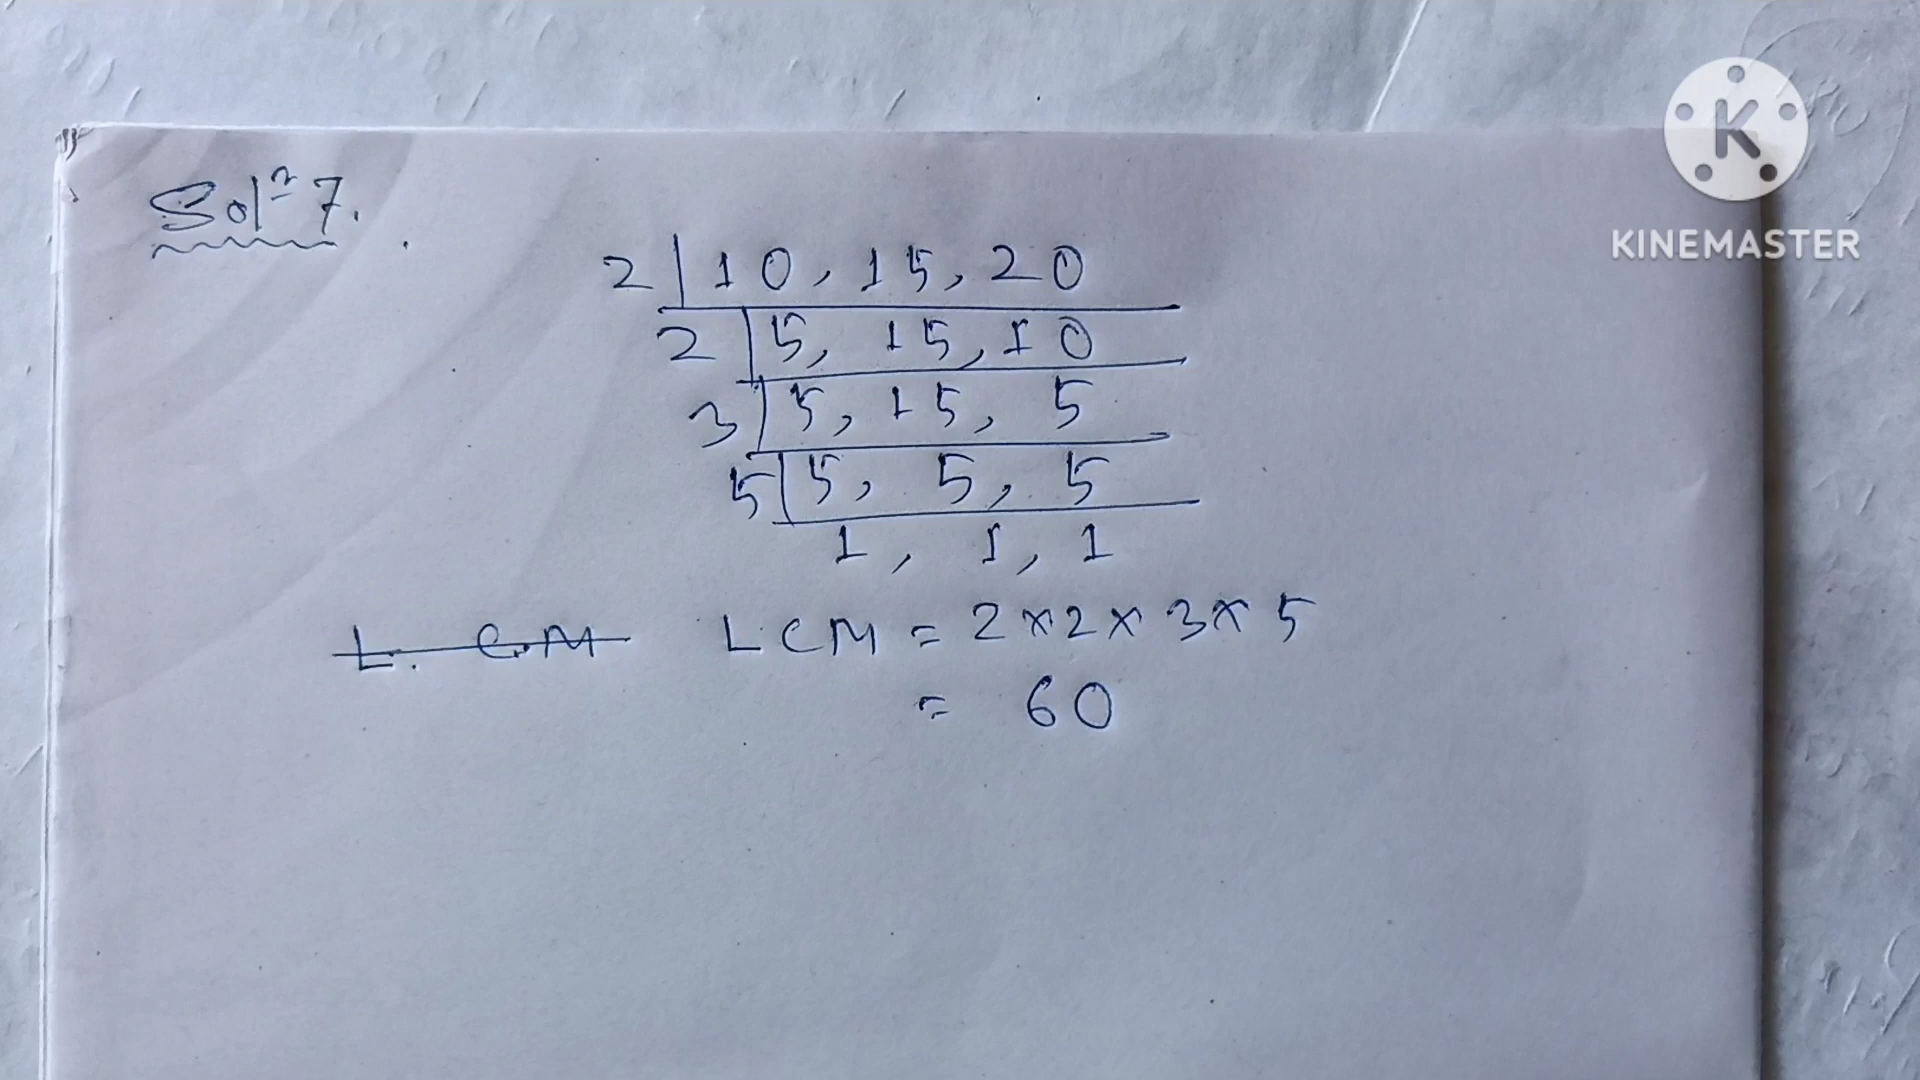 Solⁿ 7.
2 | 10, 15, 20
2 | 5, 15, 10
3 | 5, 15, 5
5 | 5, 5, 5
1, 1, 1
L. C.M LCM = 2 × 2 × 3 × 5
= 60
K
KINEMASTER